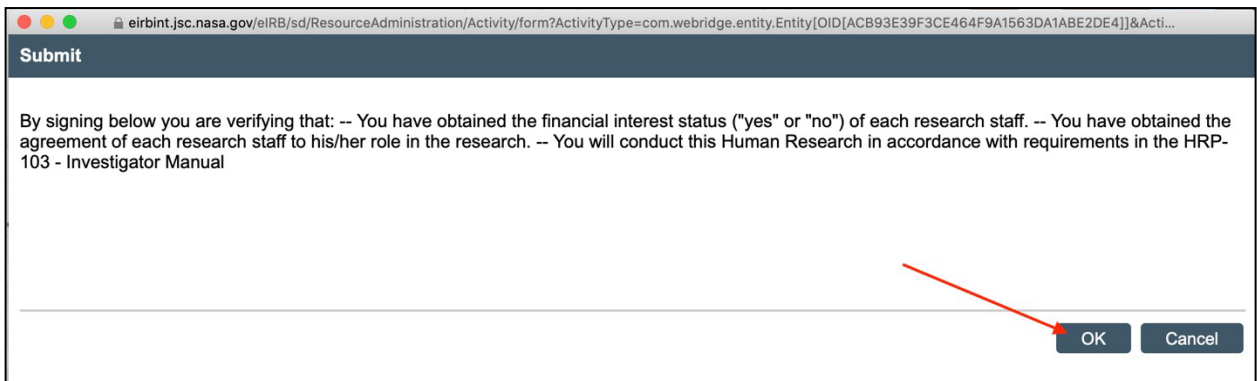 eirbint.jsc.nasa.gov/eIRB/sd/ResourceAdministration/Activity/form?ActivityType=com.webridge.entity.Entity[OID[ACB93E39F3CE464F9A1563DA1ABE2DE4]]&Acti...
Submit
By signing below you are verifying that: -- You have obtained the financial interest status ("yes" or "no") of each research staff. -- You have obtained the
agreement of each research staff to his/her role in the research. -- You will conduct this Human Research in accordance with requirements in the HRP-
103 - Investigator Manual
OK Cancel